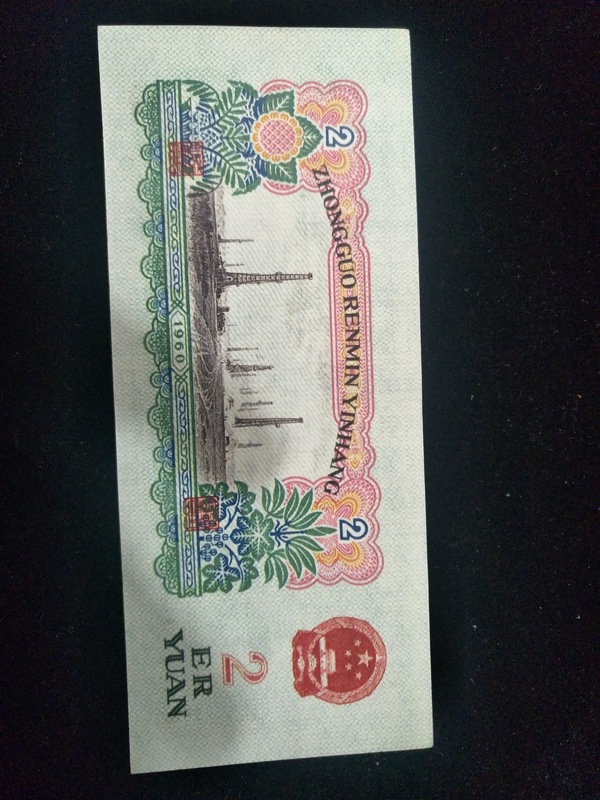 2
ZHONGGUO RENMIN YINHANG
2
1960
2
ER
YUAN